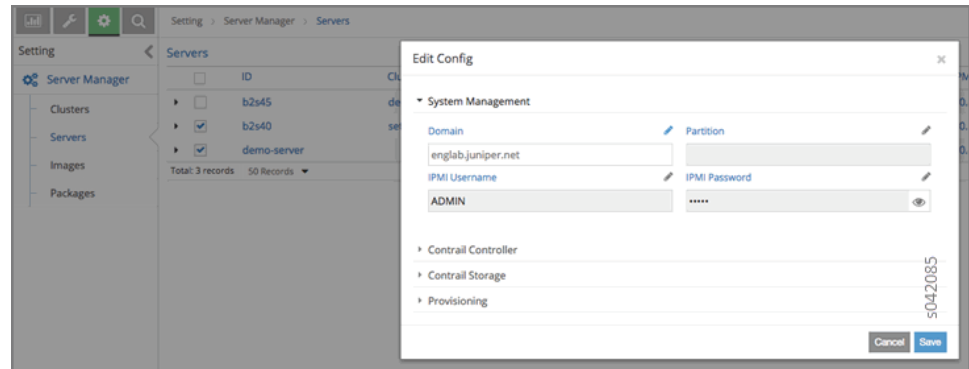 Setting > Server Manager > Servers
Setting
Server Manager
Clusters
Servers
Images
Packages
Servers
ID
b2s45
b2s40
demo-server
Total: 3 records 50 Records
Edit Config
System Management
Domain
Partition
englab.juniper.net
IPMI Username
IPMI Password
ADMIN
•••••
Contrail Controller
Contrail Storage
Provisioning
Cancel
Save
s042085